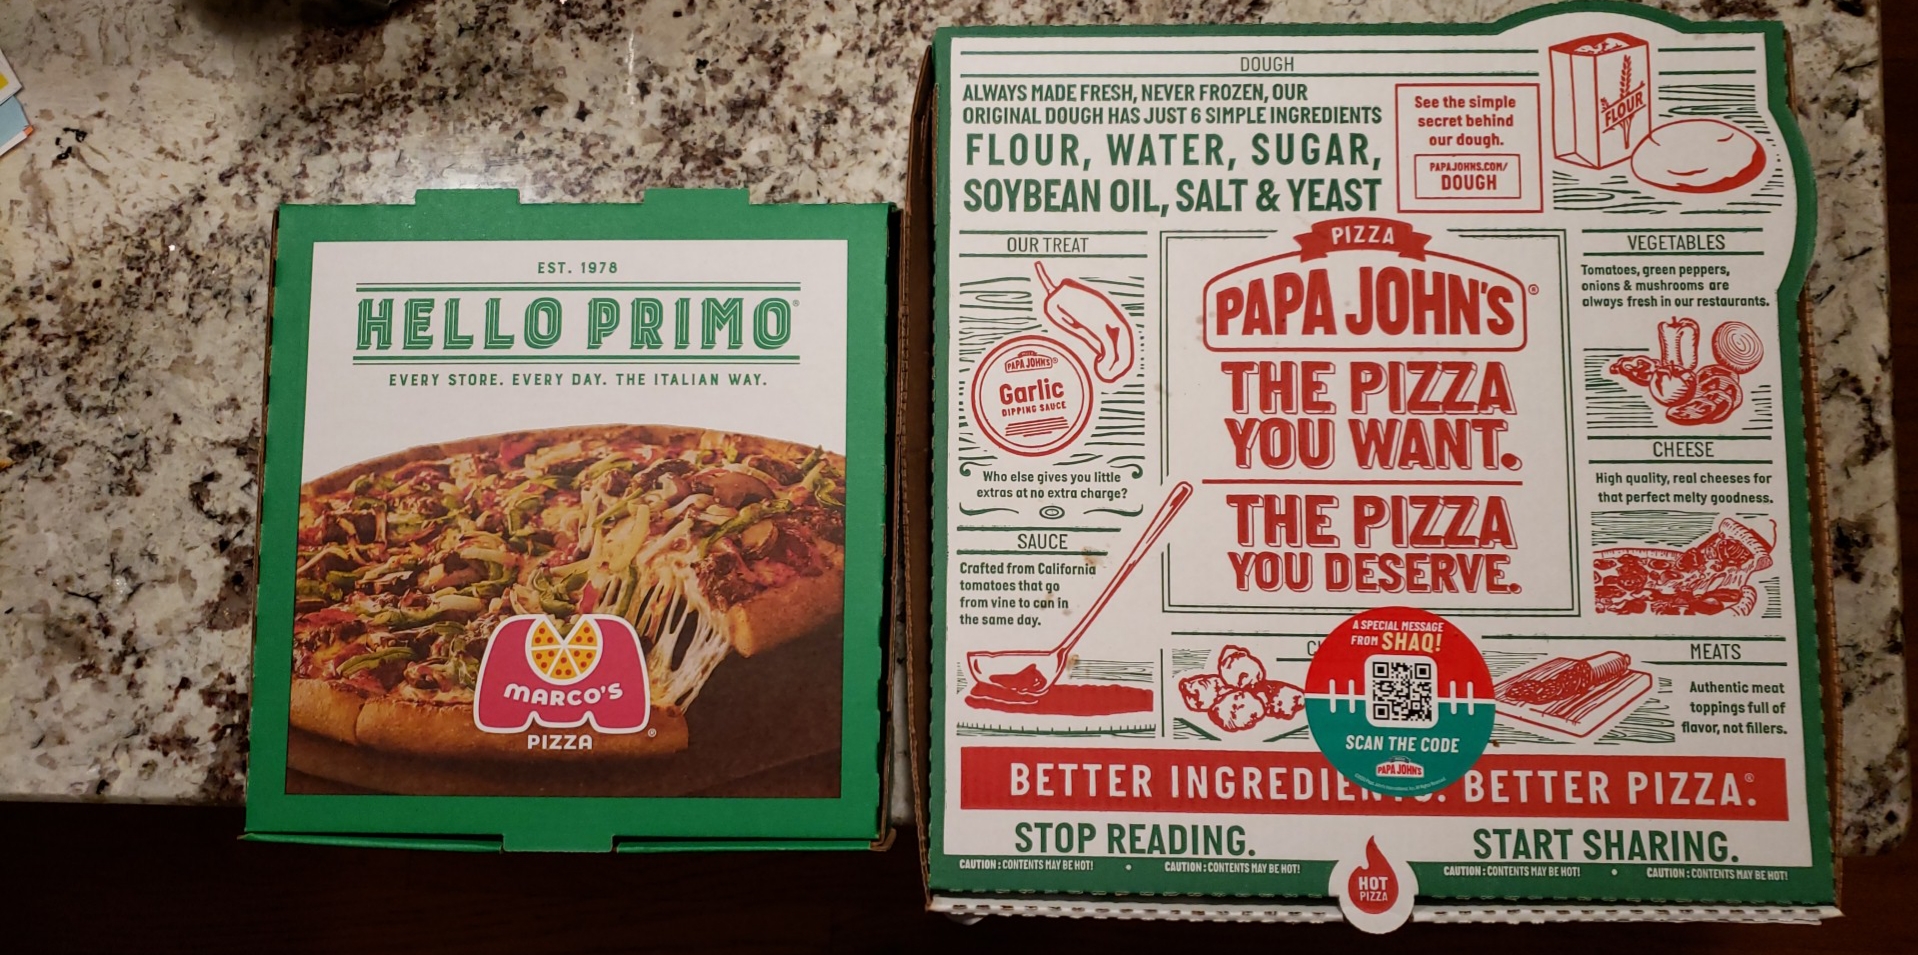 EST. 1978
HELLO PRIMO®
EVERY STORE. EVERY DAY. THE ITALIAN WAY.
MARCO'S
PIZZA
®
DOUGH
ALWAYS MADE FRESH, NEVER FROZEN, OUR
ORIGINAL DOUGH HAS JUST 6 SIMPLE INGREDIENTS
FLOUR, WATER, SUGAR,
SOYBEAN OIL, SALT & YEAST
See the simple
secret behind
our dough.
PAPAJOHNS.COM/
DOUGH
FLOUR
OUR TREAT
PAPA JOHN'S®
Garlic
DIPPING SAUCE
Who else gives you little
extras at no extra charge?
SAUCE
Crafted from California
tomatoes that go
from vine to can in
the same day.
PIZZA
PAPA JOHN'S®
THE PIZZA
YOU WANT.
THE PIZZA
YOU DESERVE.
VEGETABLES
Tomatoes, green peppers,
onions & mushrooms are
always fresh in our restaurants.
CHEESE
High quality, real cheeses for
that perfect melty goodness.
MEATS
Authentic meat
toppings full of
flavor, not fillers.
A SPECIAL MESSAGE
FROM SHAQ!
SCAN THE CODE
PAPA JOHN'S
BETTER BETTER PIZZA.®
STOP READING.
START SHARING.
CAUTION: CONTENTS MAY BE HOT! • CAUTION: CONTENTS MAY BE HOT!
HOT
PIZZA
CAUTION: CONTENTS MAY BE HOT! • CAUTION: CONTENTS MAY BE HOT!